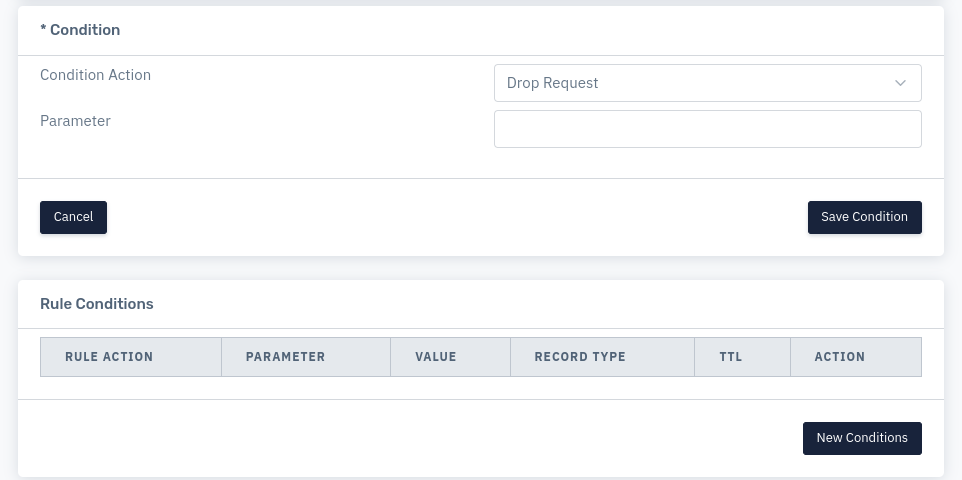 * Condition
Condition Action
Drop Request
Parameter
Cancel
Save Condition
Rule Conditions
RULE ACTION PARAMETER VALUE RECORD TYPE TTL ACTION
New Conditions